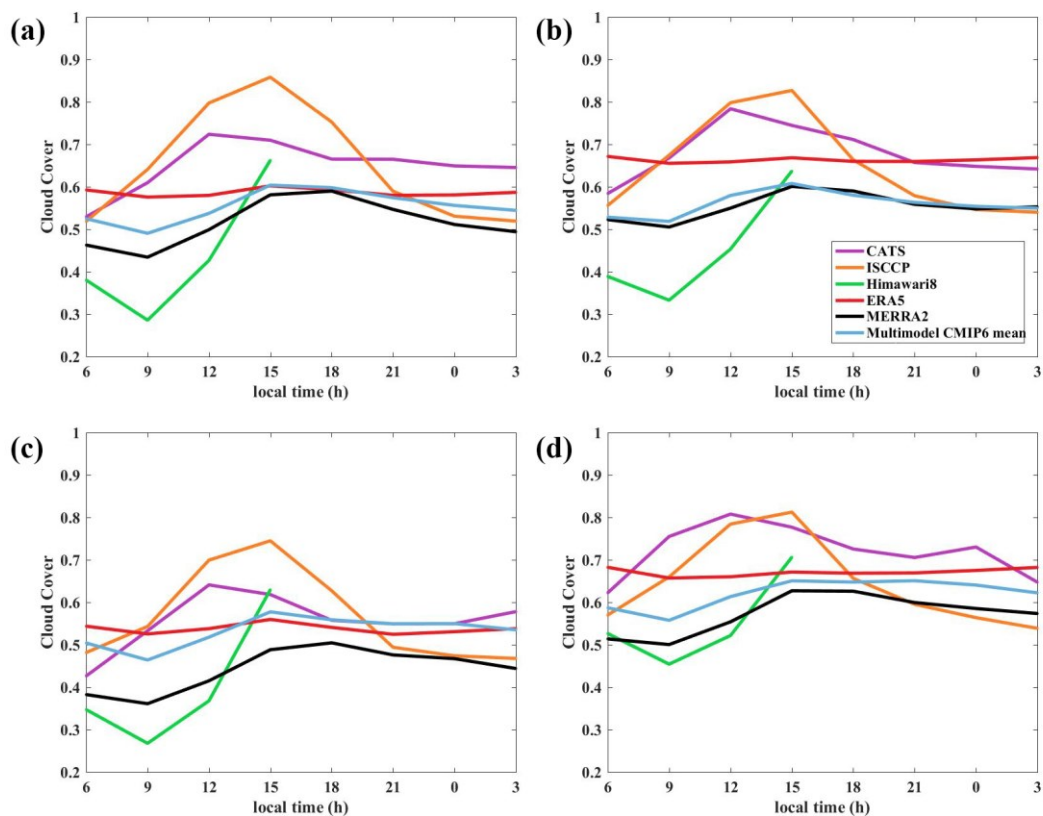 (a)
1
0.9
0.8
0.7
0.6
0.5
0.4
0.3
0.2
6 9 12 15 18 21 0 3
local time (h)
Cloud Cover
(b)
1
0.9
0.8
0.7
0.6
0.5
0.4
0.3
0.2
6 9 12 15 18 21 0 3
local time (h)
Cloud Cover
CATS
ISCCP
Himawari8
ERA5
MERRA2
Multimodel CMIP6 mean
(c)
1
0.9
0.8
0.7
0.6
0.5
0.4
0.3
0.2
6 9 12 15 18 21 0 3
local time (h)
Cloud Cover
(d)
1
0.9
0.8
0.7
0.6
0.5
0.4
0.3
0.2
6 9 12 15 18 21 0 3
local time (h)
Cloud Cover